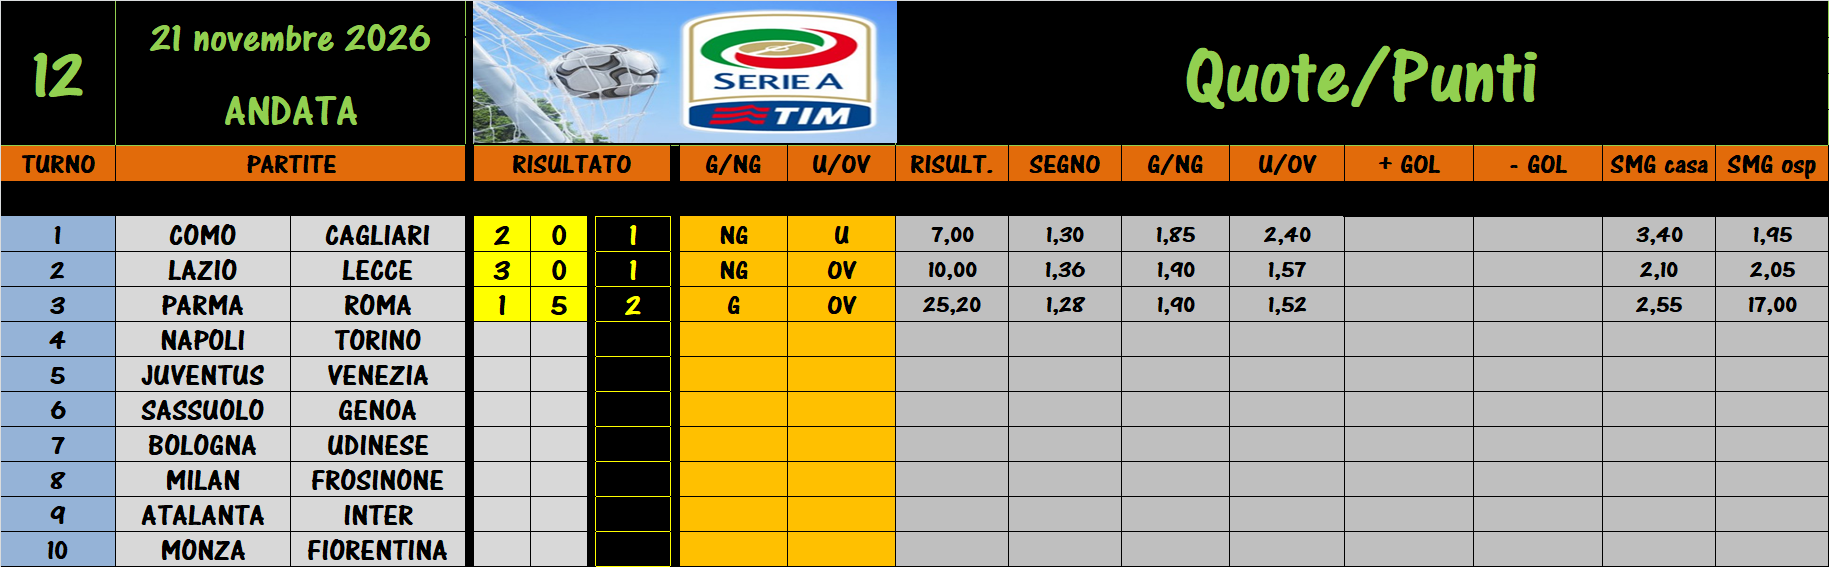 12
21 novembre 2026
ANDATA
SERIE A
TIM
Quote/Punti
TURNO PARTITE RISULTATO G/NG U/OV RISULT. SEGNO G/NG U/OV + GOL - GOL SMG casa SMG osp
1 COMO CAGLIARI 2 0 1 NG U 7,00 1,30 1,85 2,40 3,40 1,95
2 LAZIO LECCE 3 0 1 NG OV 10,00 1,36 1,90 1,57 2,10 2,05
3 PARMA ROMA 1 5 2 G OV 25,20 1,28 1,90 1,52 2,55 17,00
4 NAPOLI TORINO
5 JUVENTUS VENEZIA
6 SASSUOLO GENOA
7 BOLOGNA UDINESE
8 MILAN FROSINONE
9 ATALANTA INTER
10 MONZA FIORENTINA